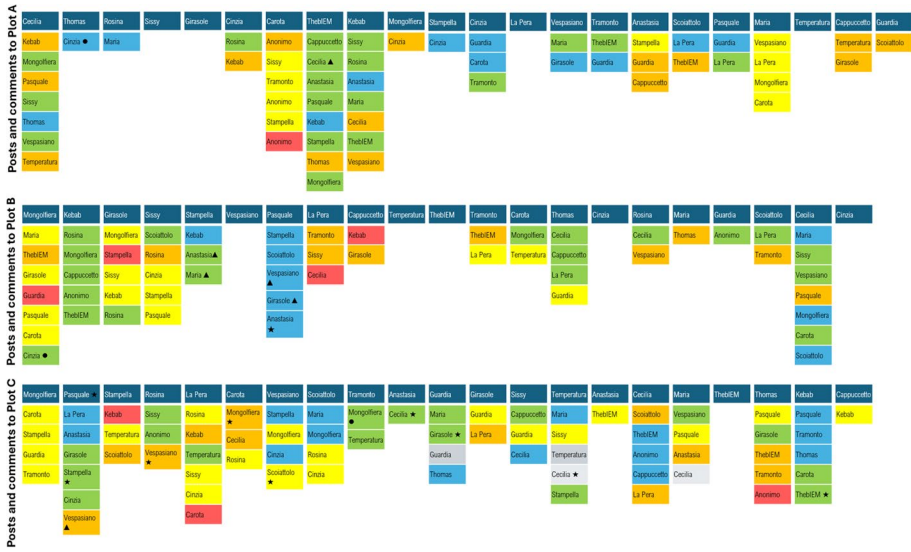 Posts and comments to Plot A
Cecilia Thomas Rosina Sissy Girasole Cinzia Carota ThebIEM Kebab Mongolfiera Stampella Cinzia La Pera Vespasiano Tramonto Anastasia Scoiattolo Pasquale Maria Temperatura Cappuccetto Guardia
Kebab Cinzia ● Maria Rosina Anonimo Cappuccetto Sissy Cinzia Cinzia Guardia Maria ThebIEM Stampella La Pera Guardia Vespasiano Temperatura Scoiattolo
Mongolfiera Kebab Sissy Cecilia ▲ Rosina Carota Girasole Guardia Guardia ThebIEM La Pera La Pera Girasole
Pasquale Tramonto Anastasia Anastasia Tramonto Cappuccetto Mongolfiera
Sissy Anonimo Pasquale Maria Carota
Thomas Stampella Kebab Cecilia
Vespasiano Anonimo Stampella ThebIEM
Temperatura Thomas Vespasiano
Mongolfiera
Posts and comments to Plot B
Mongolfiera Kebab Girasole Sissy Stampella Vespasiano Pasquale La Pera Cappuccetto Temperatura ThebIEM Tramonto Carota Thomas Cinzia Rosina Maria Guardia Scoiattolo Cecilia Cinzia
Maria Rosina Mongolfiera Scoiattolo Kebab Stampella Tramonto Kebab ThebIEM Mongolfiera Cecilia Cecilia Thomas Anonimo La Pera Maria
ThebIEM Mongolfiera Stampella Rosina Anastasia▲ Scoiattolo Sissy Girasole La Pera Temperatura Cappuccetto Vespasiano Tramonto Sissy
Girasole Cappuccetto Sissy Cinzia Maria ▲ Vespasiano ▲ Cecilia La Pera Vespasiano
Guardia Anonimo Kebab Stampella Girasole ▲ Guardia Pasquale
Pasquale ThebIEM Rosina Pasquale Anastasia ★ Mongolfiera
Carota Carota
Cinzia ● Scoiattolo
Posts and comments to Plot C
Mongolfiera Pasquale ★ Stampella Rosina La Pera Carota Vespasiano Scoiattolo Tramonto Anastasia Guardia Girasole Sissy Temperatura Anastasia Cecilia Maria ThebIEM Thomas Kebab Cappuccetto
Carota La Pera Kebab Sissy Rosina Mongolfiera ★ Stampella Maria Mongolfiera ● Cecilia ★ Maria Guardia Cappuccetto Maria ThebIEM Scoiattolo Vespasiano Pasquale Pasquale Kebab
Stampella Anastasia Temperatura Anonimo Kebab Cecilia Mongolfiera Mongolfiera Temperatura Girasole ★ La Pera Guardia Sissy ThebIEM Pasquale Girasole Tramonto
Guardia Girasole Scoiattolo Vespasiano ★ Temperatura Rosina Cinzia Rosina Guardia Cecilia Temperatura Anonimo Anastasia ThebIEM Thomas
Tramonto Stampella ★ Sissy Scoiattolo ★ Cinzia Thomas Cecilia ★ Cappuccetto Cecilia Tramonto Carota
Cinzia Cinzia Stampella La Pera Anonimo ThebIEM ★
Vespasiano ▲ Carota